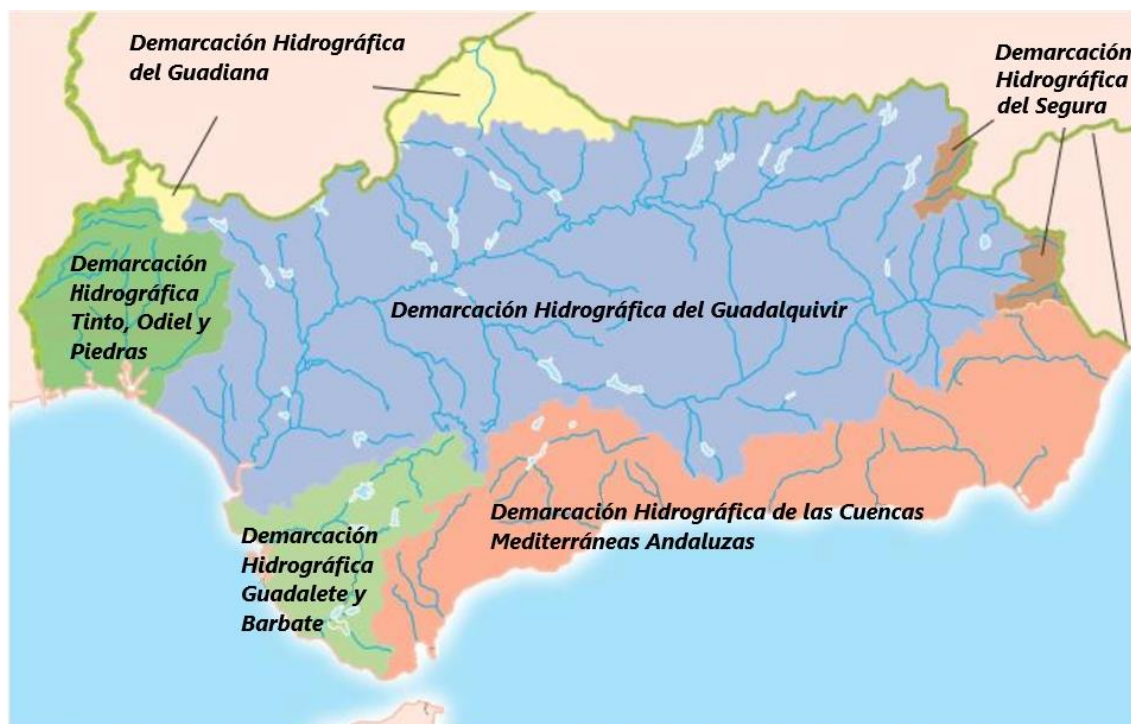 Demarcación Hidrográfica
del Guadiana
Demarcación
Hidrográfica
del Segura
Demarcación
Hidrográfica
Tinto, Odiel y
Piedras
Demarcación Hidrográfica del Guadalquivir
Demarcación Hidrográfica de las Cuencas
Mediterráneas Andaluzas
Demarcación
Hidrográfica
Guadalete y
Barbate